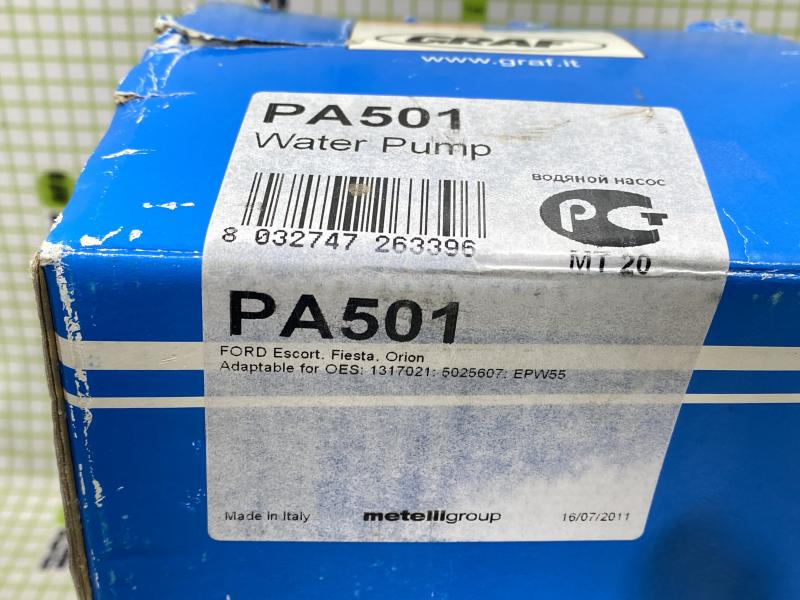 GRAF
www.graf.it
PA501
Water Pump
водяной насос
8 032747 263396
РСТ
МТ 20
PA501
FORD Escort, Fiesta, Orion
Adaptable for OES: 1317021; 5025607; EPW55
Made in Italy
metelligroup
16/07/2011